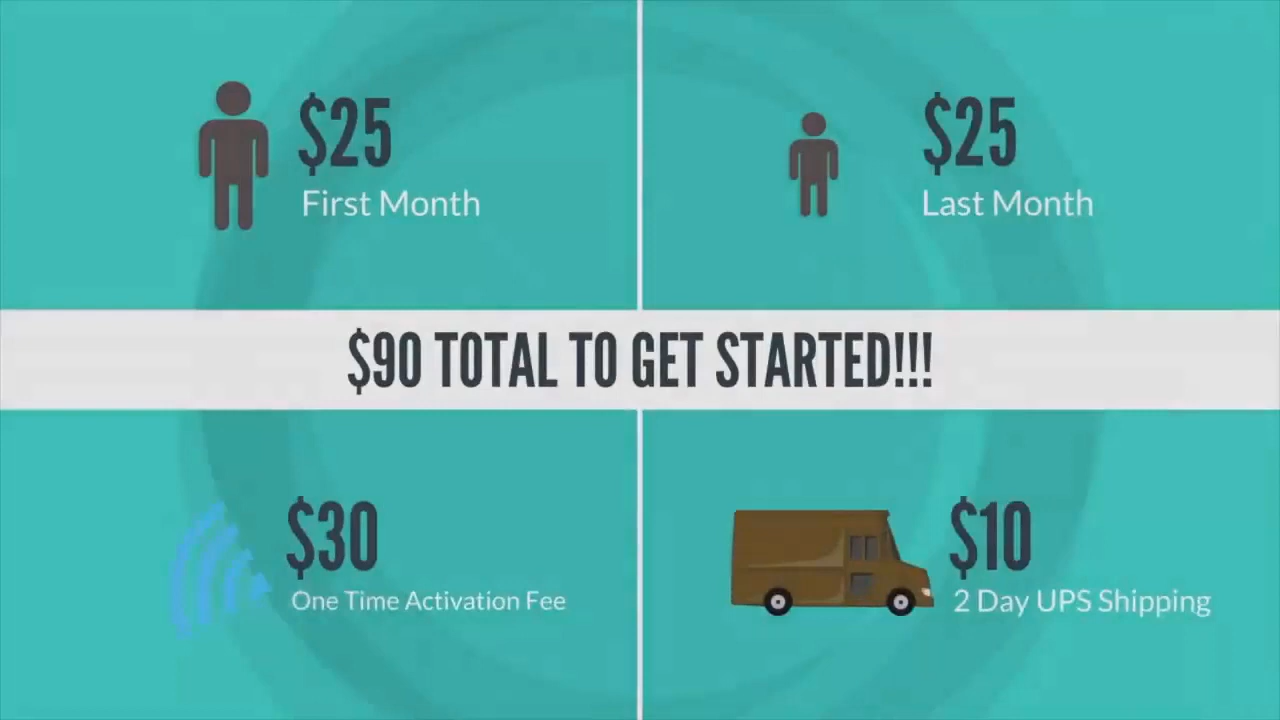 $25
First Month
$25
Last Month
$90 TOTAL TO GET STARTED!!!
$30
One Time Activation Fee
$10
2 Day UPS Shipping